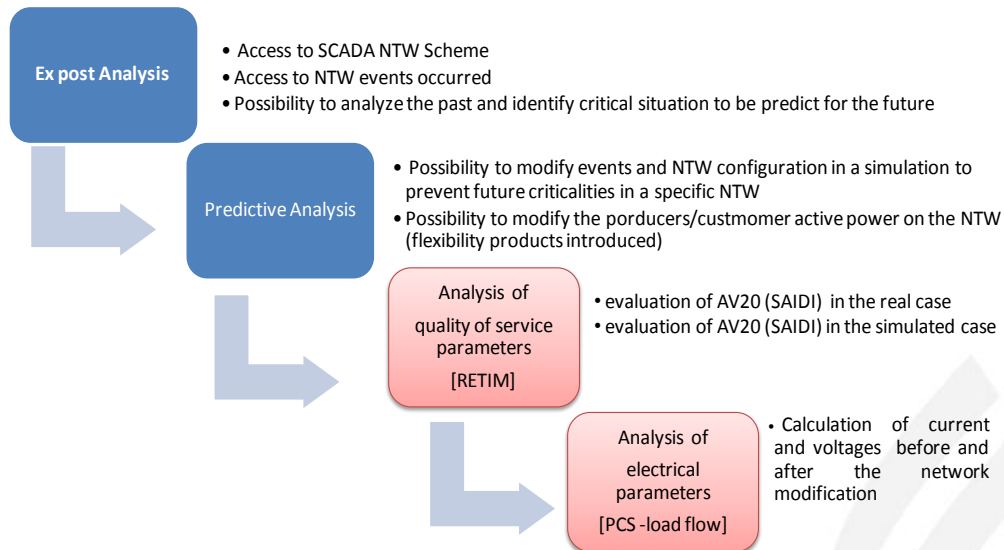 Ex post Analysis
• Access to SCADA NTW Scheme
• Access to NTW events occurred
• Possibility to analyze the past and identify critical situation to be predict for the future
Predictive Analysis
• Possibility to modify events and NTW configuration in a simulation to
prevent future criticalities in a specific NTW
• Possibility to modify the porducers/custmomer active power on the NTW
(flexibility products introduced)
Analysis of
quality of service
parameters
[RETIM]
• evaluation of AV20 (SAIDI) in the real case
• evaluation of AV20 (SAIDI) in the simulated case
Analysis of
electrical
parameters
[PCS -load flow]
• Calculation of current
and voltages before and
after the network
modification